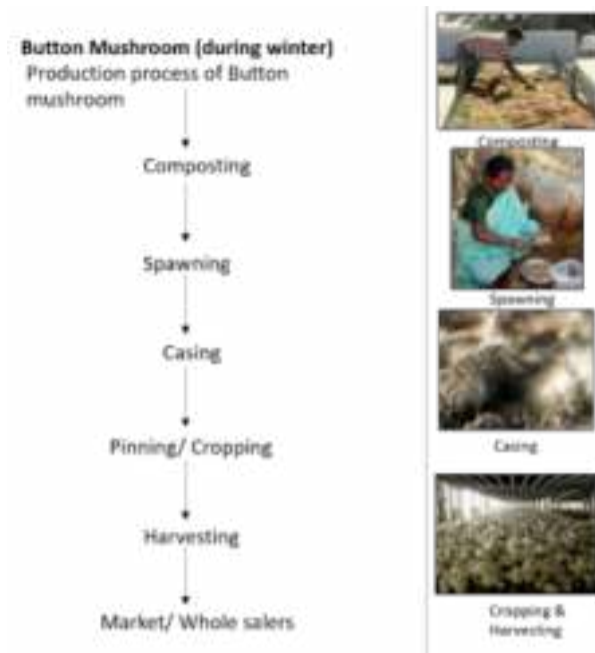 Button Mushroom (during winter)
Production process of Button
mushroom
Composting
Spawning
Casing
Pinning/ Cropping
Harvesting
Market/ Whole salers
Composting
Spawning
Casing
Cropping &
Harvesting